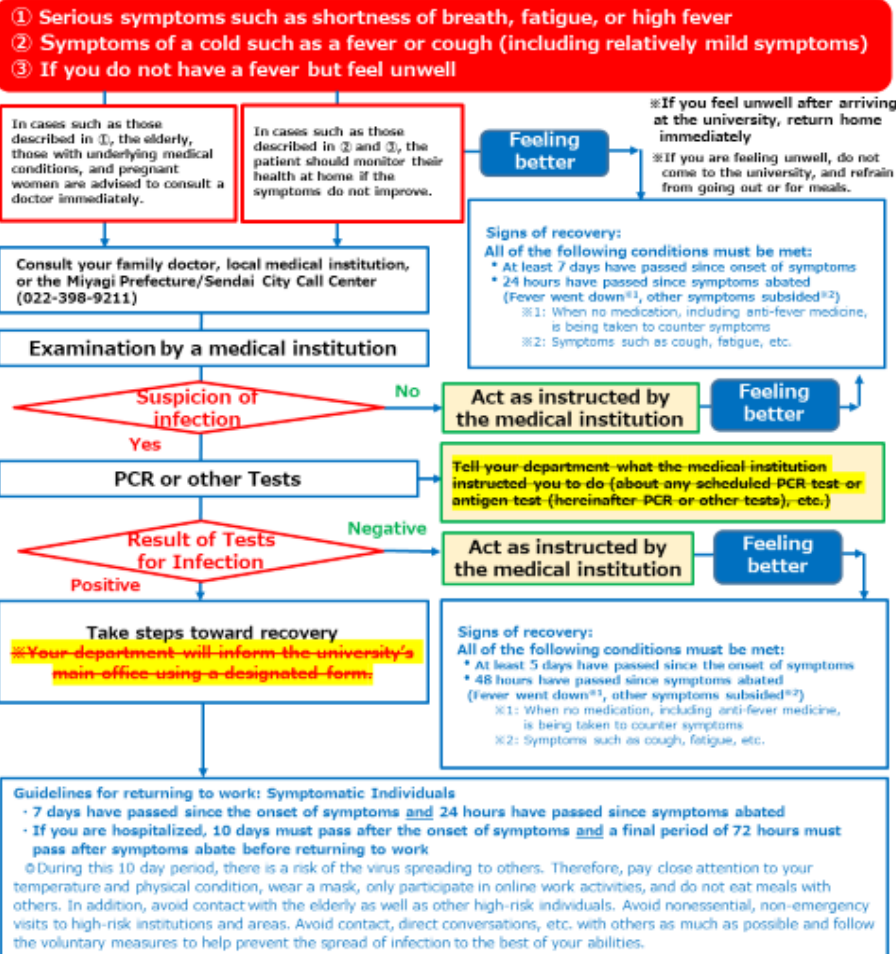 ① Serious symptoms such as shortness of breath, fatigue, or high fever
② Symptoms of a cold such as a fever or cough (including relatively mild symptoms)
③ If you do not have a fever but feel unwell
In cases such as those
described in ①, the elderly,
those with underlying medical
conditions, and pregnant
women are advised to consult a
doctor immediately.
In cases such as those
described in ② and ③, the
patient should monitor their
health at home if the
symptoms do not improve.
Feeling
better
※If you feel unwell after arriving
at the university, return home
immediately
※If you are feeling unwell, do not
come to the university, and refrain
from going out or for meals.
Signs of recovery:
All of the following conditions must be met:
* At least 7 days have passed since onset of symptoms
* 24 hours have passed since symptoms abated
(Fever went down※1, other symptoms subsided※2)
※1: When no medication, including anti-fever medicine,
is being taken to counter symptoms
※2: Symptoms such as cough, fatigue, etc.
Consult your family doctor, local medical institution,
or the Miyagi Prefecture/Sendai City Call Center
(022-398-9211)
Examination by a medical institution
Suspicion of
infection
No
Act as instructed by
the medical institution
Feeling
better
Yes
PCR or other Tests
Tell your department what the medical institution
instructed you to do (about any scheduled PCR test or
antigen test (hereinafter PCR or other tests), etc.)
Result of Tests
for Infection
Negative
Act as instructed by
the medical institution
Feeling
better
Positive
Take steps toward recovery
※Your department will inform the university's
main office using a designated form.
Signs of recovery:
All of the following conditions must be met:
* At least 5 days have passed since the onset of symptoms
* 48 hours have passed since symptoms abated
(Fever went down※1, other symptoms subsided※2)
※1: When no medication, including anti-fever medicine,
is being taken to counter symptoms
※2: Symptoms such as cough, fatigue, etc.
Guidelines for returning to work: Symptomatic Individuals
・7 days have passed since the onset of symptoms and 24 hours have passed since symptoms abated
・If you are hospitalized, 10 days must pass after the onset of symptoms and a final period of 72 hours must
pass after symptoms abate before returning to work
◎During this 10 day period, there is a risk of the virus spreading to others. Therefore, pay close attention to your
temperature and physical condition, wear a mask, only participate in online work activities, and do not eat meals with
others. In addition, avoid contact with the elderly as well as other high-risk individuals. Avoid nonessential, non-emergency
visits to high-risk institutions and areas. Avoid contact, direct conversations, etc. with others as much as possible and follow
the voluntary measures to help prevent the spread of infection to the best of your abilities.